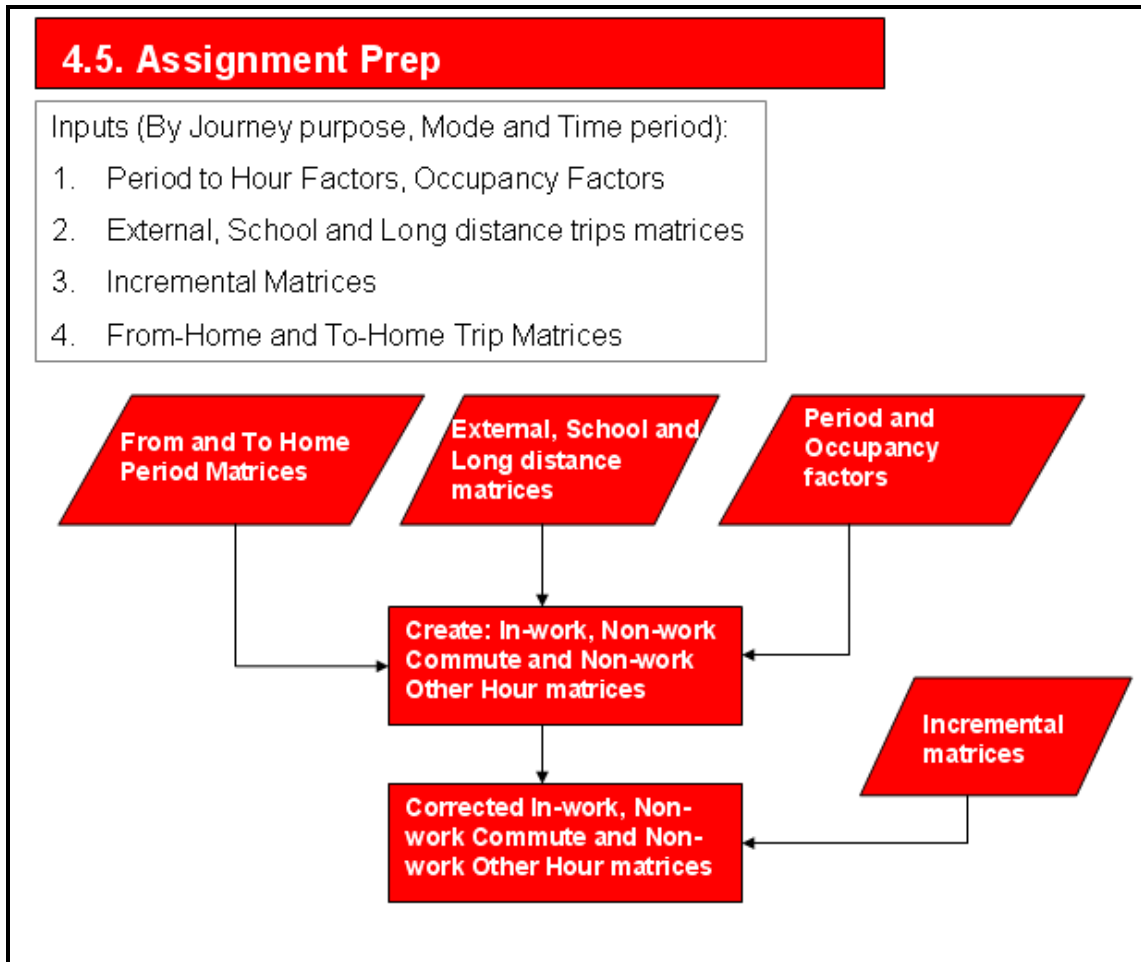 4.5. Assignment Prep
Inputs (By Journey purpose, Mode and Time period):
1. Period to Hour Factors, Occupancy Factors
2. External, School and Long distance trips matrices
3. Incremental Matrices
4. From-Home and To-Home Trip Matrices
From and To Home
Period Matrices
External, School and
Long distance
matrices
Period and
Occupancy
factors
Create: In-work, Non-work
Commute and Non-work
Other Hour matrices
Incremental
matrices
Corrected In-work, Non-
work Commute and Non-
work Other Hour matrices